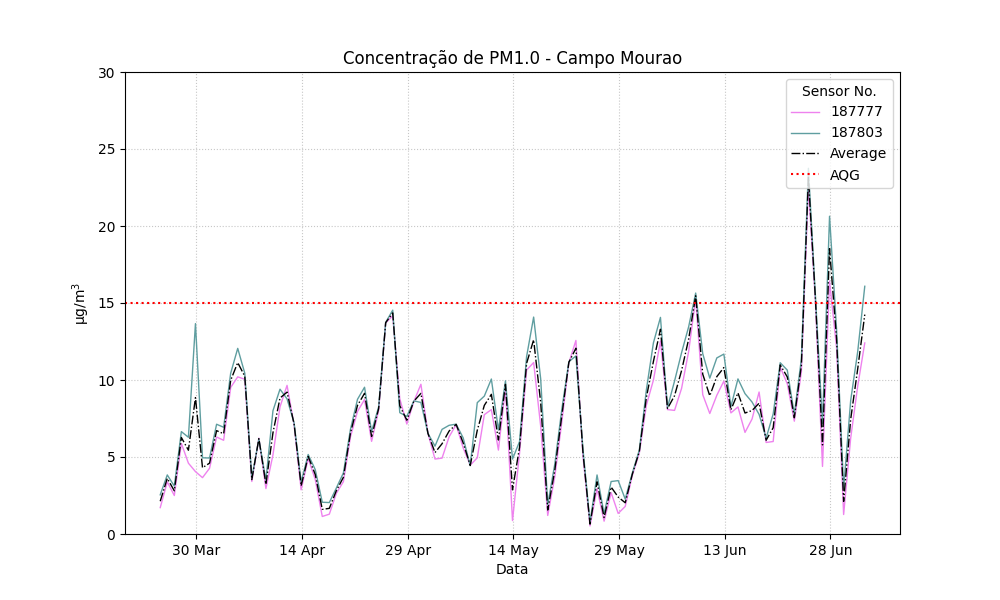 Concentração de PM1.0 - Campo Mourao
30
25
20
15
10
5
0
µg/m³
Sensor No.
187777
187803
Average
AQG
30 Mar
14 Apr
29 Apr
14 May
29 May
13 Jun
28 Jun
Data